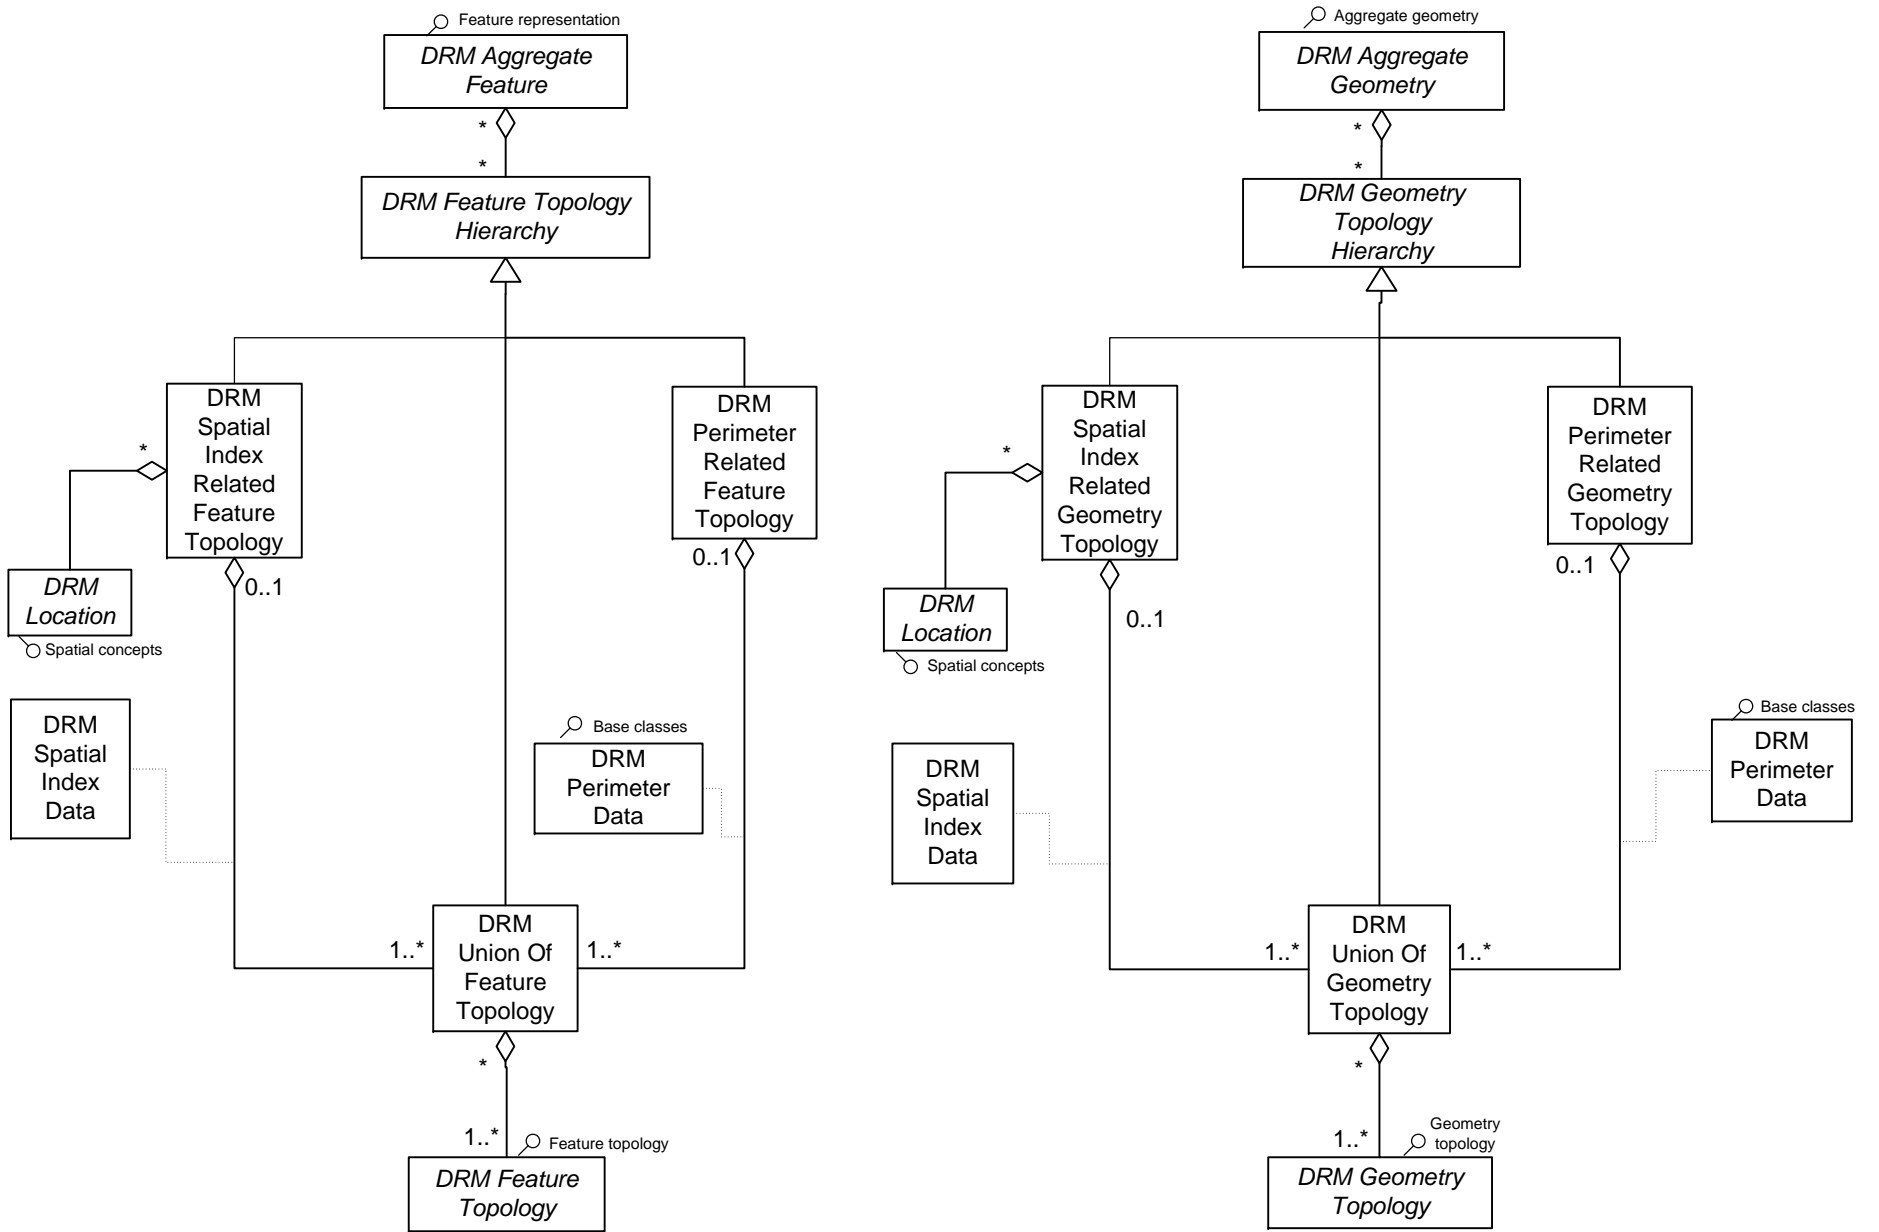 Feature representation
DRM Aggregate
Feature
*
*
DRM Feature Topology
Hierarchy
DRM
Spatial
Index
Related
Feature
Topology
*
0..1
DRM
Perimeter
Related
Feature
Topology
0..1
DRM
Location
Spatial concepts
DRM
Spatial
Index
Data
Base classes
DRM
Perimeter
Data
1..*
DRM
Union Of
Feature
Topology
1..*
*
1..*
Feature topology
DRM Feature
Topology
Aggregate geometry
DRM Aggregate
Geometry
*
*
DRM Geometry
Topology
Hierarchy
DRM
Spatial
Index
Related
Geometry
Topology
*
0..1
DRM
Perimeter
Related
Geometry
Topology
0..1
DRM
Location
Spatial concepts
DRM
Spatial
Index
Data
Base classes
DRM
Perimeter
Data
1..*
DRM
Union Of
Geometry
Topology
1..*
*
1..*
Geometry
topology
DRM Geometry
Topology